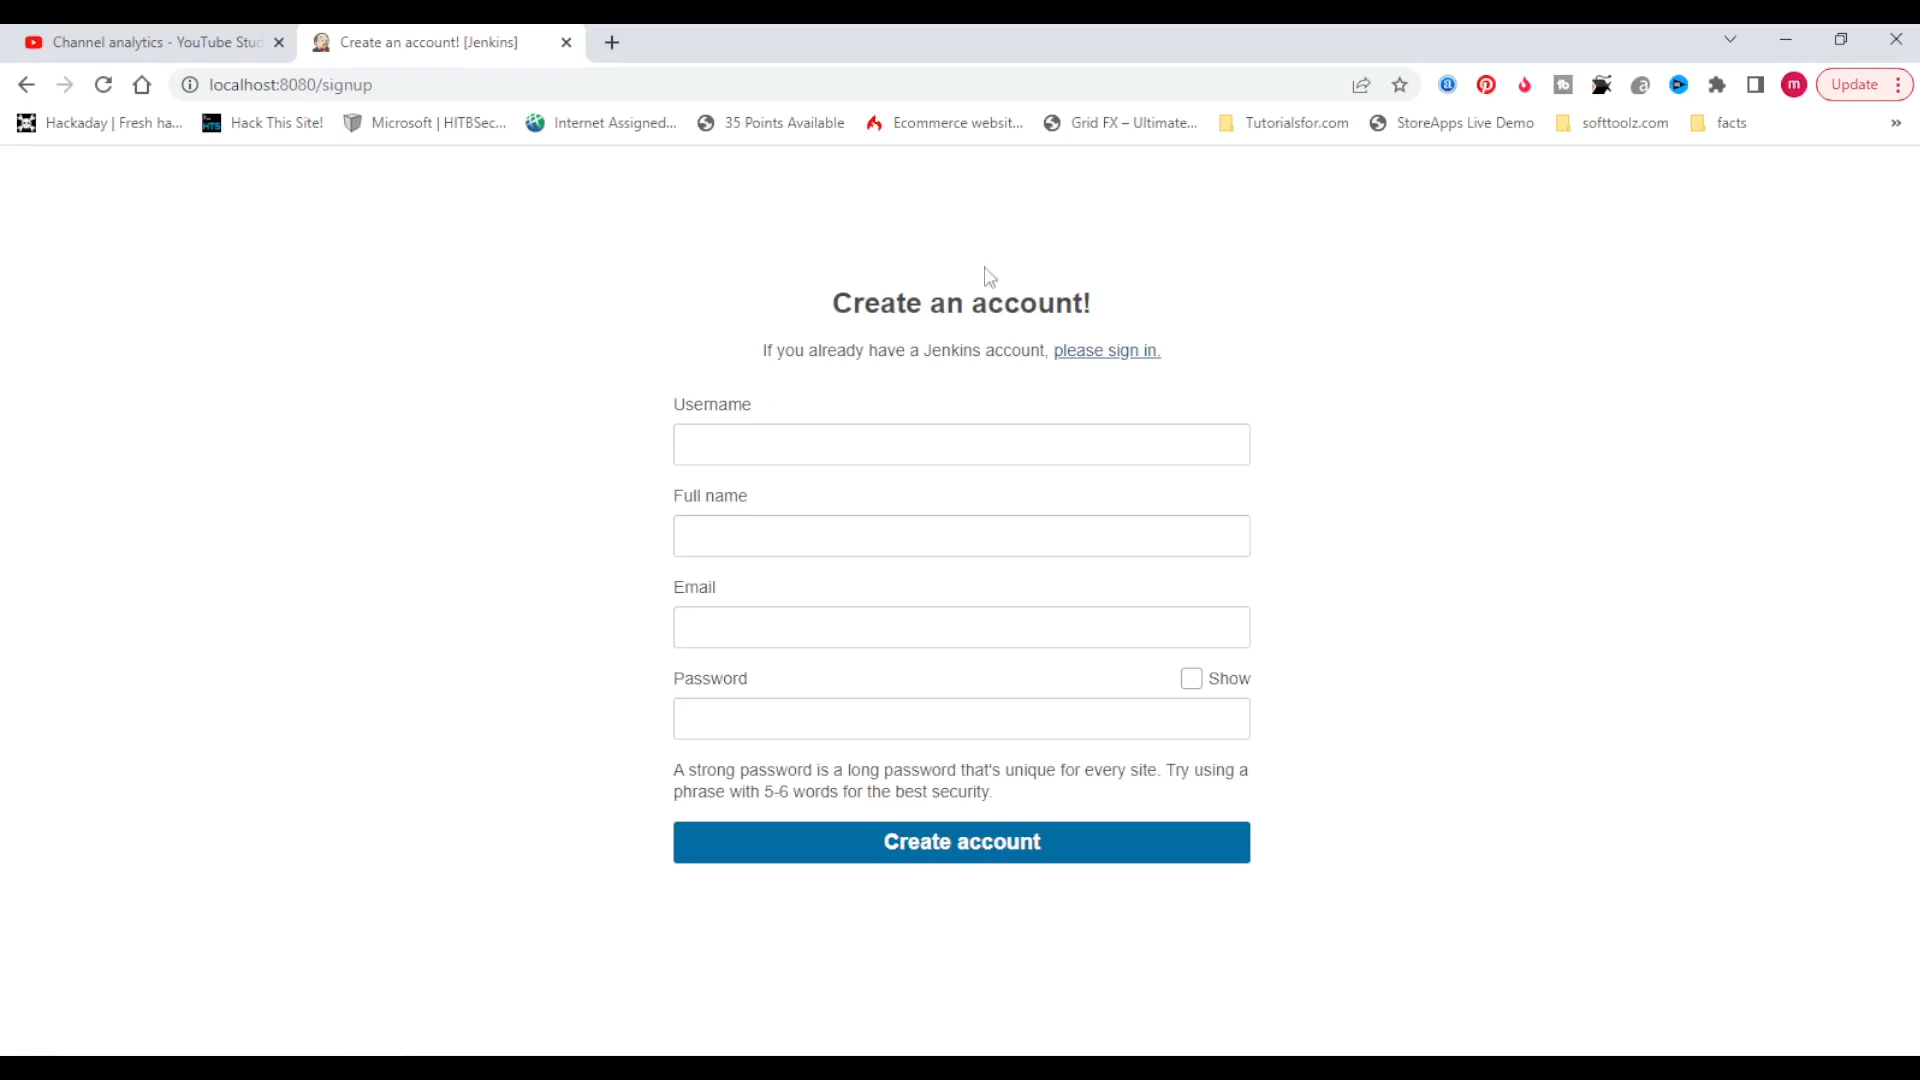 Channel analytics - YouTube Stuc
Create an account! [Jenkins]
localhost:8080/signup
Update
Hackaday | Fresh ha...
Hack This Site!
Microsoft | HITBSec...
Internet Assigned...
35 Points Available
Ecommerce websit...
Grid FX – Ultimate...
Tutorialsfor.com
StoreApps Live Demo
softtoolz.com
facts
»
Create an account!
If you already have a Jenkins account, please sign in.
Username
Full name
Email
Password
Show
A strong password is a long password that's unique for every site. Try using a
phrase with 5-6 words for the best security.
Create account